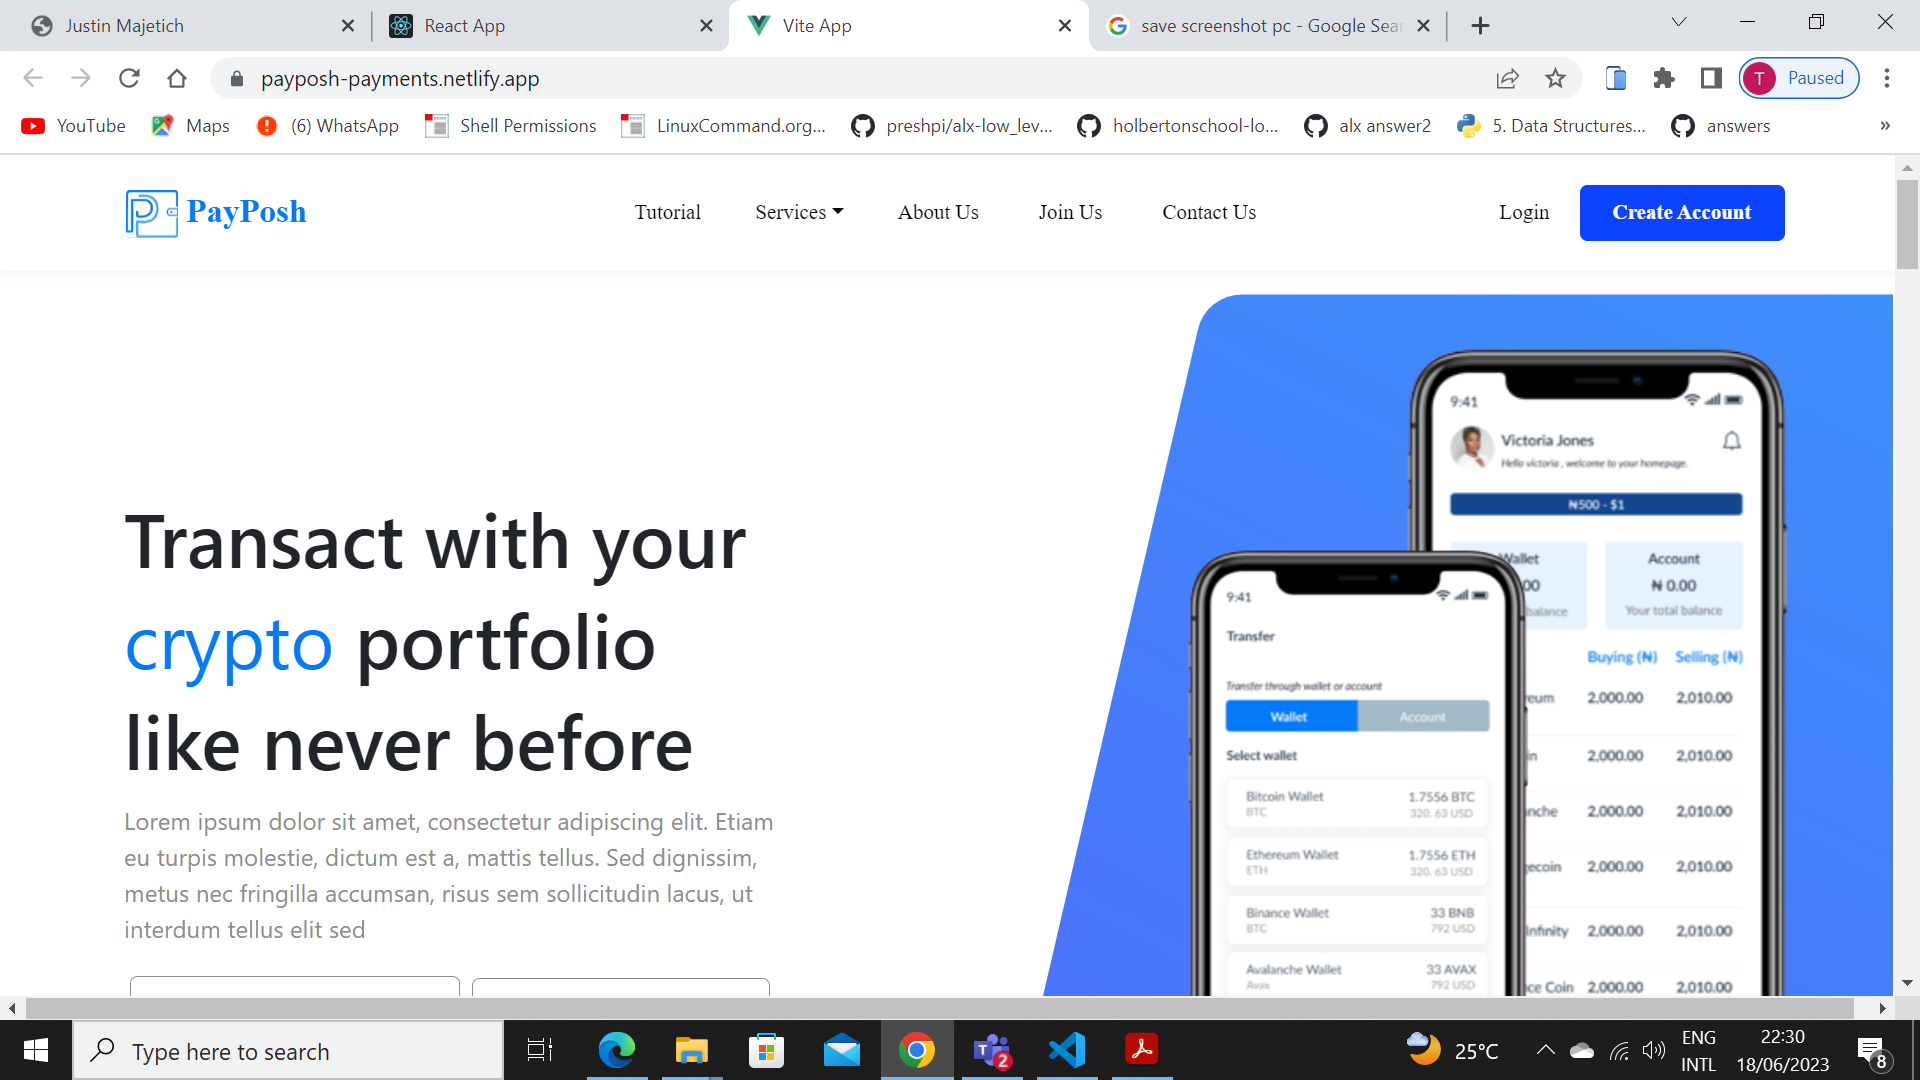 Justin Majetich
React App
Vite App
save screenshot pc - Google Sear
payposh-payments.netlify.app
T Paused
YouTube
Maps
(6) WhatsApp
Shell Permissions
LinuxCommand.org...
preshpi/alx-low_lev...
holbertonschool-lo...
alx answer2
5. Data Structures...
answers
»
PayPosh
Tutorial
Services
About Us
Join Us
Contact Us
Login
Create Account
Transact with your
crypto portfolio
like never before
Lorem ipsum dolor sit amet, consectetur adipiscing elit. Etiam
eu turpis molestie, dictum est a, mattis tellus. Sed dignissim,
metus nec fringilla accumsan, risus sem sollicitudin lacus, ut
interdum tellus elit sed
9:41
Victoria Jones
Hello victoria , welcome to your homepage.
₦500 - $1
Wallet
00
balance
Account
₦ 0.00
Your total balance
Buying (₦) Selling (₦)
eum 2,000.00 2,010.00
in 2,000.00 2,010.00
nche 2,000.00 2,010.00
gecoin 2,000.00 2,010.00
Infinity 2,000.00 2,010.00
ce Coin 2,000.00 2,010.00
9:41
Transfer
Transfer through wallet or account
Wallet Account
Select wallet
Bitcoin Wallet 1.7556 BTC
BTC 320. 63 USD
Ethereum Wallet 1.7556 ETH
ETH 320. 63 USD
Binance Wallet 33 BNB
BTC 792 USD
Avalanche Wallet 33 AVAX
Avax 792 USD
Type here to search
2
25°C
ENG
INTL
22:30
18/06/2023
8